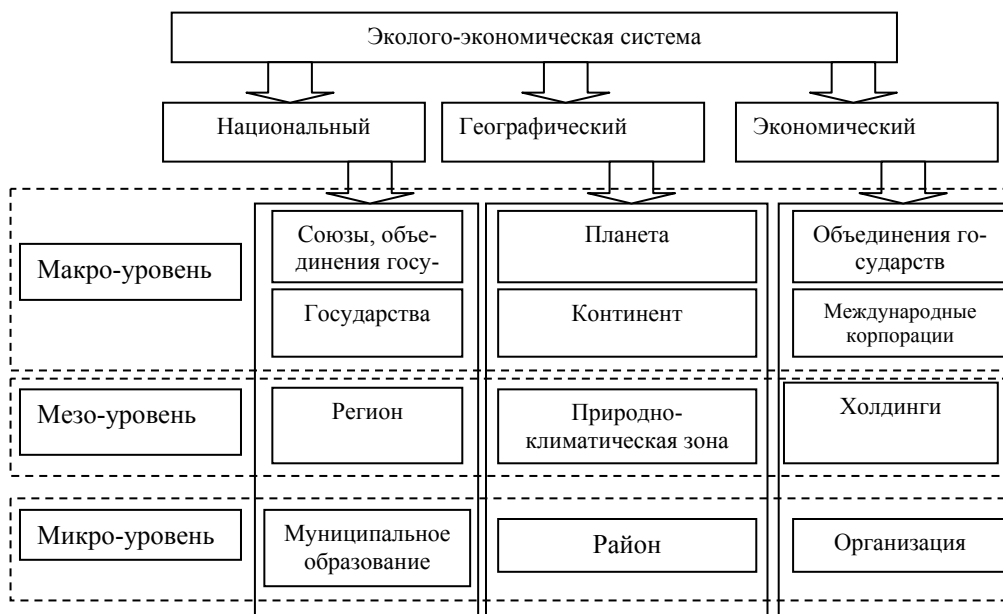 Эколого-экономическая система
Национальный
Географический
Экономический
Макро-уровень
Союзы, объе-
динения госу-
Планета
Объединения го-
сударств
Государства
Континент
Международные
корпорации
Мезо-уровень
Регион
Природно-
климатическая зона
Холдинги
Микро-уровень
Муниципальное
образование
Район
Организация